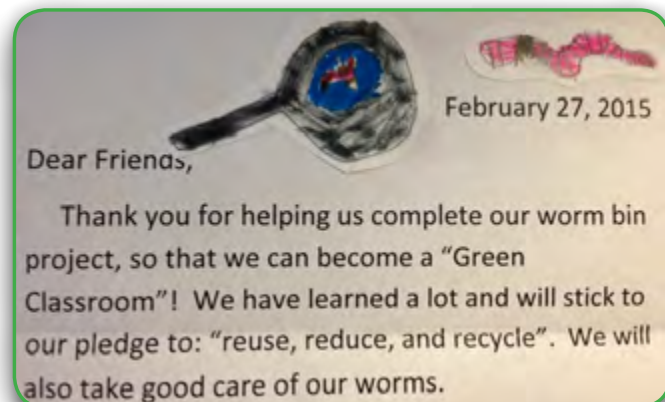 February 27, 2015
Dear Friends,
Thank you for helping us complete our worm bin
project, so that we can become a “Green
Classroom”!  We have learned a lot and will stick to
our pledge to: “reuse, reduce, and recycle”.  We will
also take good care of our worms.